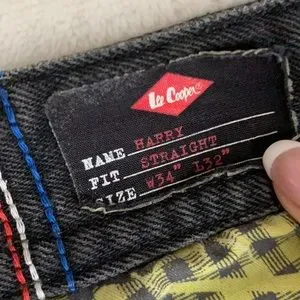 Lee Cooper®
NAME HARRY
FIT STRAIGHT
SIZE W34" L32"